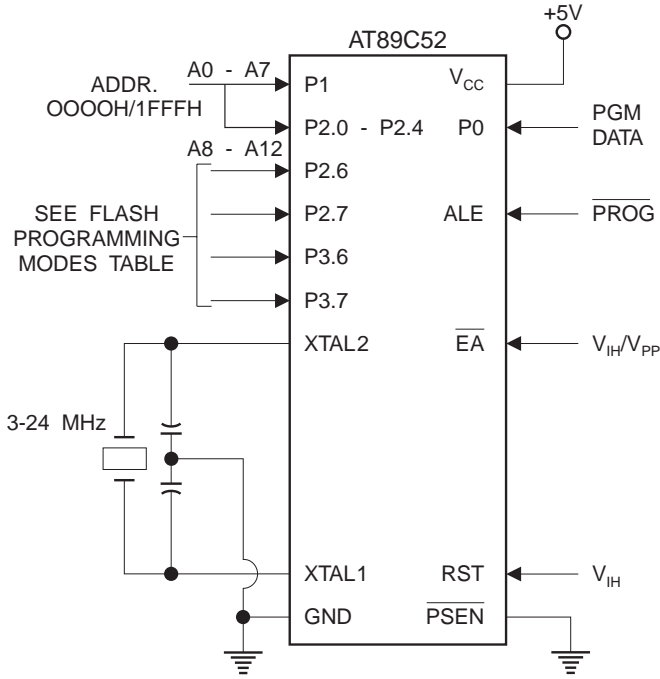 +5V
AT89C52
ADDR.
OOOOH/1FFFH
A0 - A7
P1
VCC
P2.0 - P2.4
P0
PGM
DATA
A8 - A12
P2.6
SEE FLASH
PROGRAMMING
MODES TABLE
P2.7
ALE
PROG
P3.6
P3.7
XTAL2
EA
VIH/VPP
3-24 MHz
XTAL1
RST
VIH
GND
PSEN